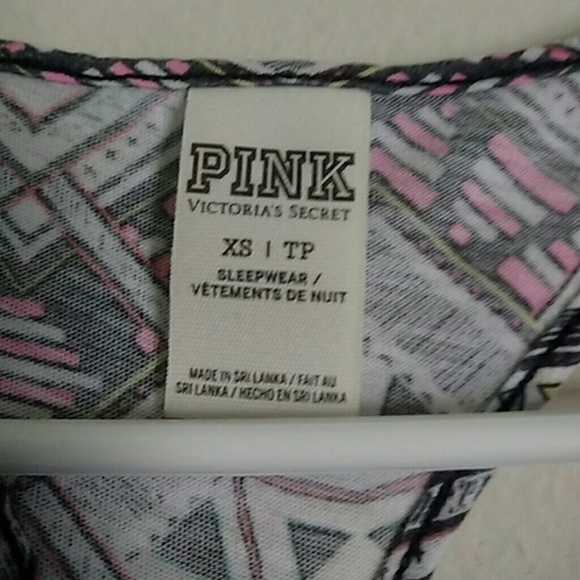 PINK
VICTORIA'S SECRET
XS | TP
SLEEPWEAR /
VÊTEMENTS DE NUIT
MADE IN SRI LANKA / FAIT AU
SRI LANKA / HECHO EN SRI LANKA